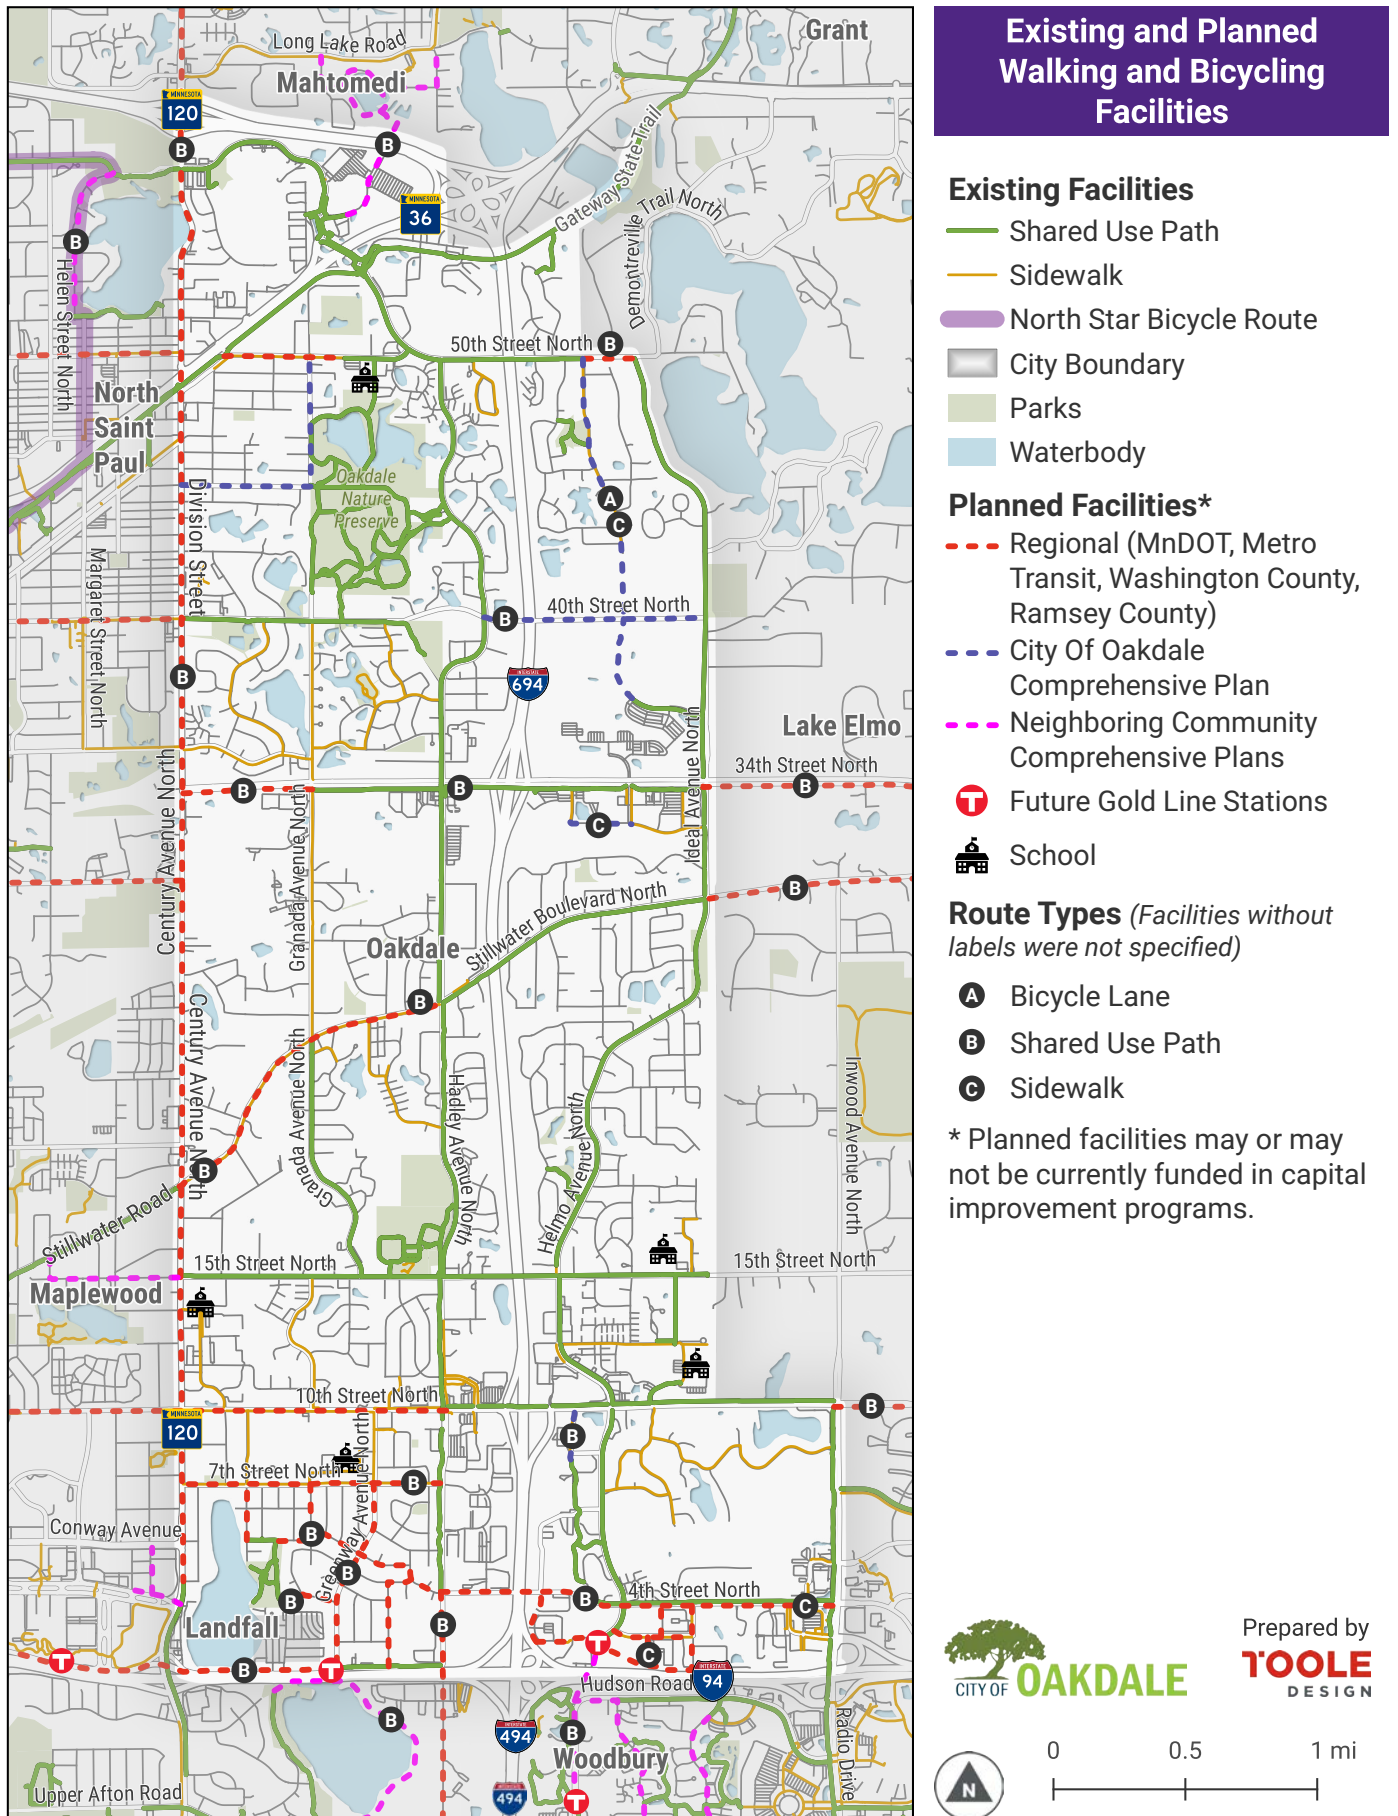 Existing and Planned
Walking and Bicycling
Facilities
Existing Facilities
Shared Use Path
Sidewalk
North Star Bicycle Route
City Boundary
Parks
Waterbody
Planned Facilities*
Regional (MnDOT, Metro
Transit, Washington County,
Ramsey County)
City Of Oakdale
Comprehensive Plan
Neighboring Community
Comprehensive Plans
T
Future Gold Line Stations
School
Route Types (Facilities without
labels were not specified)
A Bicycle Lane
B Shared Use Path
C Sidewalk
* Planned facilities may or may
not be currently funded in capital
improvement programs.
CITY OF OAKDALE
Prepared by
TOOLE
DESIGN
N
0 0.5 1 mi
Grant
Long Lake Road
Mahtomedi
MINNESOTA
120
B
B
MINNESOTA
36
Gateway State Trail
Demontreville Trail North
B
Helen Street North
50th Street North
B
North
Saint
Paul
Oakdale
Nature
Preserve
Division Street
A
C
Margaret Street North
40th Street North
B
B
INTERSTATE
694
Lake Elmo
Century Avenue North
Ideal Avenue North
34th Street North
B
B
B
Granada Avenue North
C
B
Stillwater Boulevard North
Oakdale
B
Century Avenue North
Granada Avenue North
Hadley Avenue North
Helmo Avenue North
Inwood Avenue North
B
Stillwater Road
15th Street North
15th Street North
Maplewood
10th Street North
B
MINNESOTA
120
B
7th Street North
B
Greenway Avenue North
Conway Avenue
B
B
B
4th Street North
B
C
Landfall
B
T
B
T
T
C
Hudson Road
INTERSTATE
94
B
INTERSTATE
494
B
Woodbury
Radio Drive
Upper Afton Road
494
T